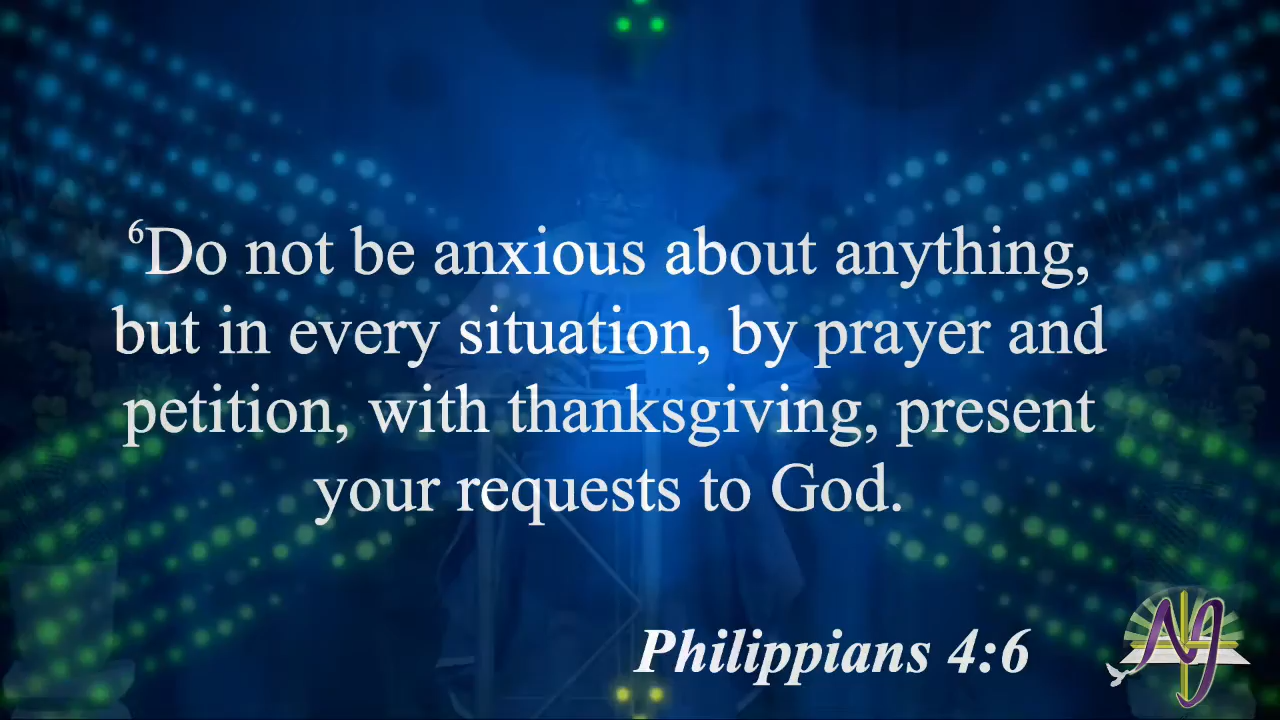 ⁶Do not be anxious about anything,
but in every situation, by prayer and
petition, with thanksgiving, present
your requests to God.
Philippians 4:6
NJ